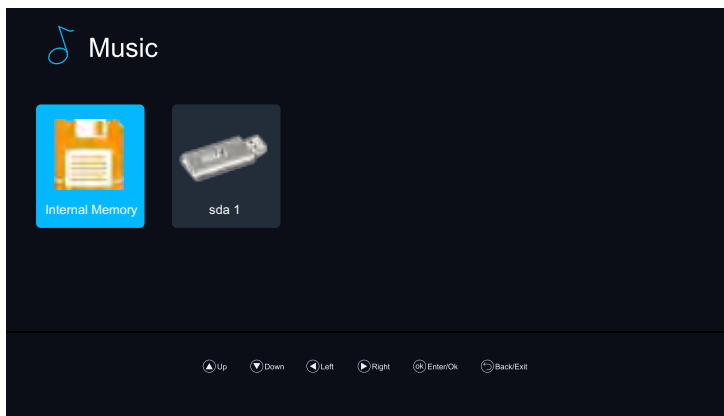 Music
Internal Memory
sda 1
Up Down Left Right ok Enter/Ok Back/Exit